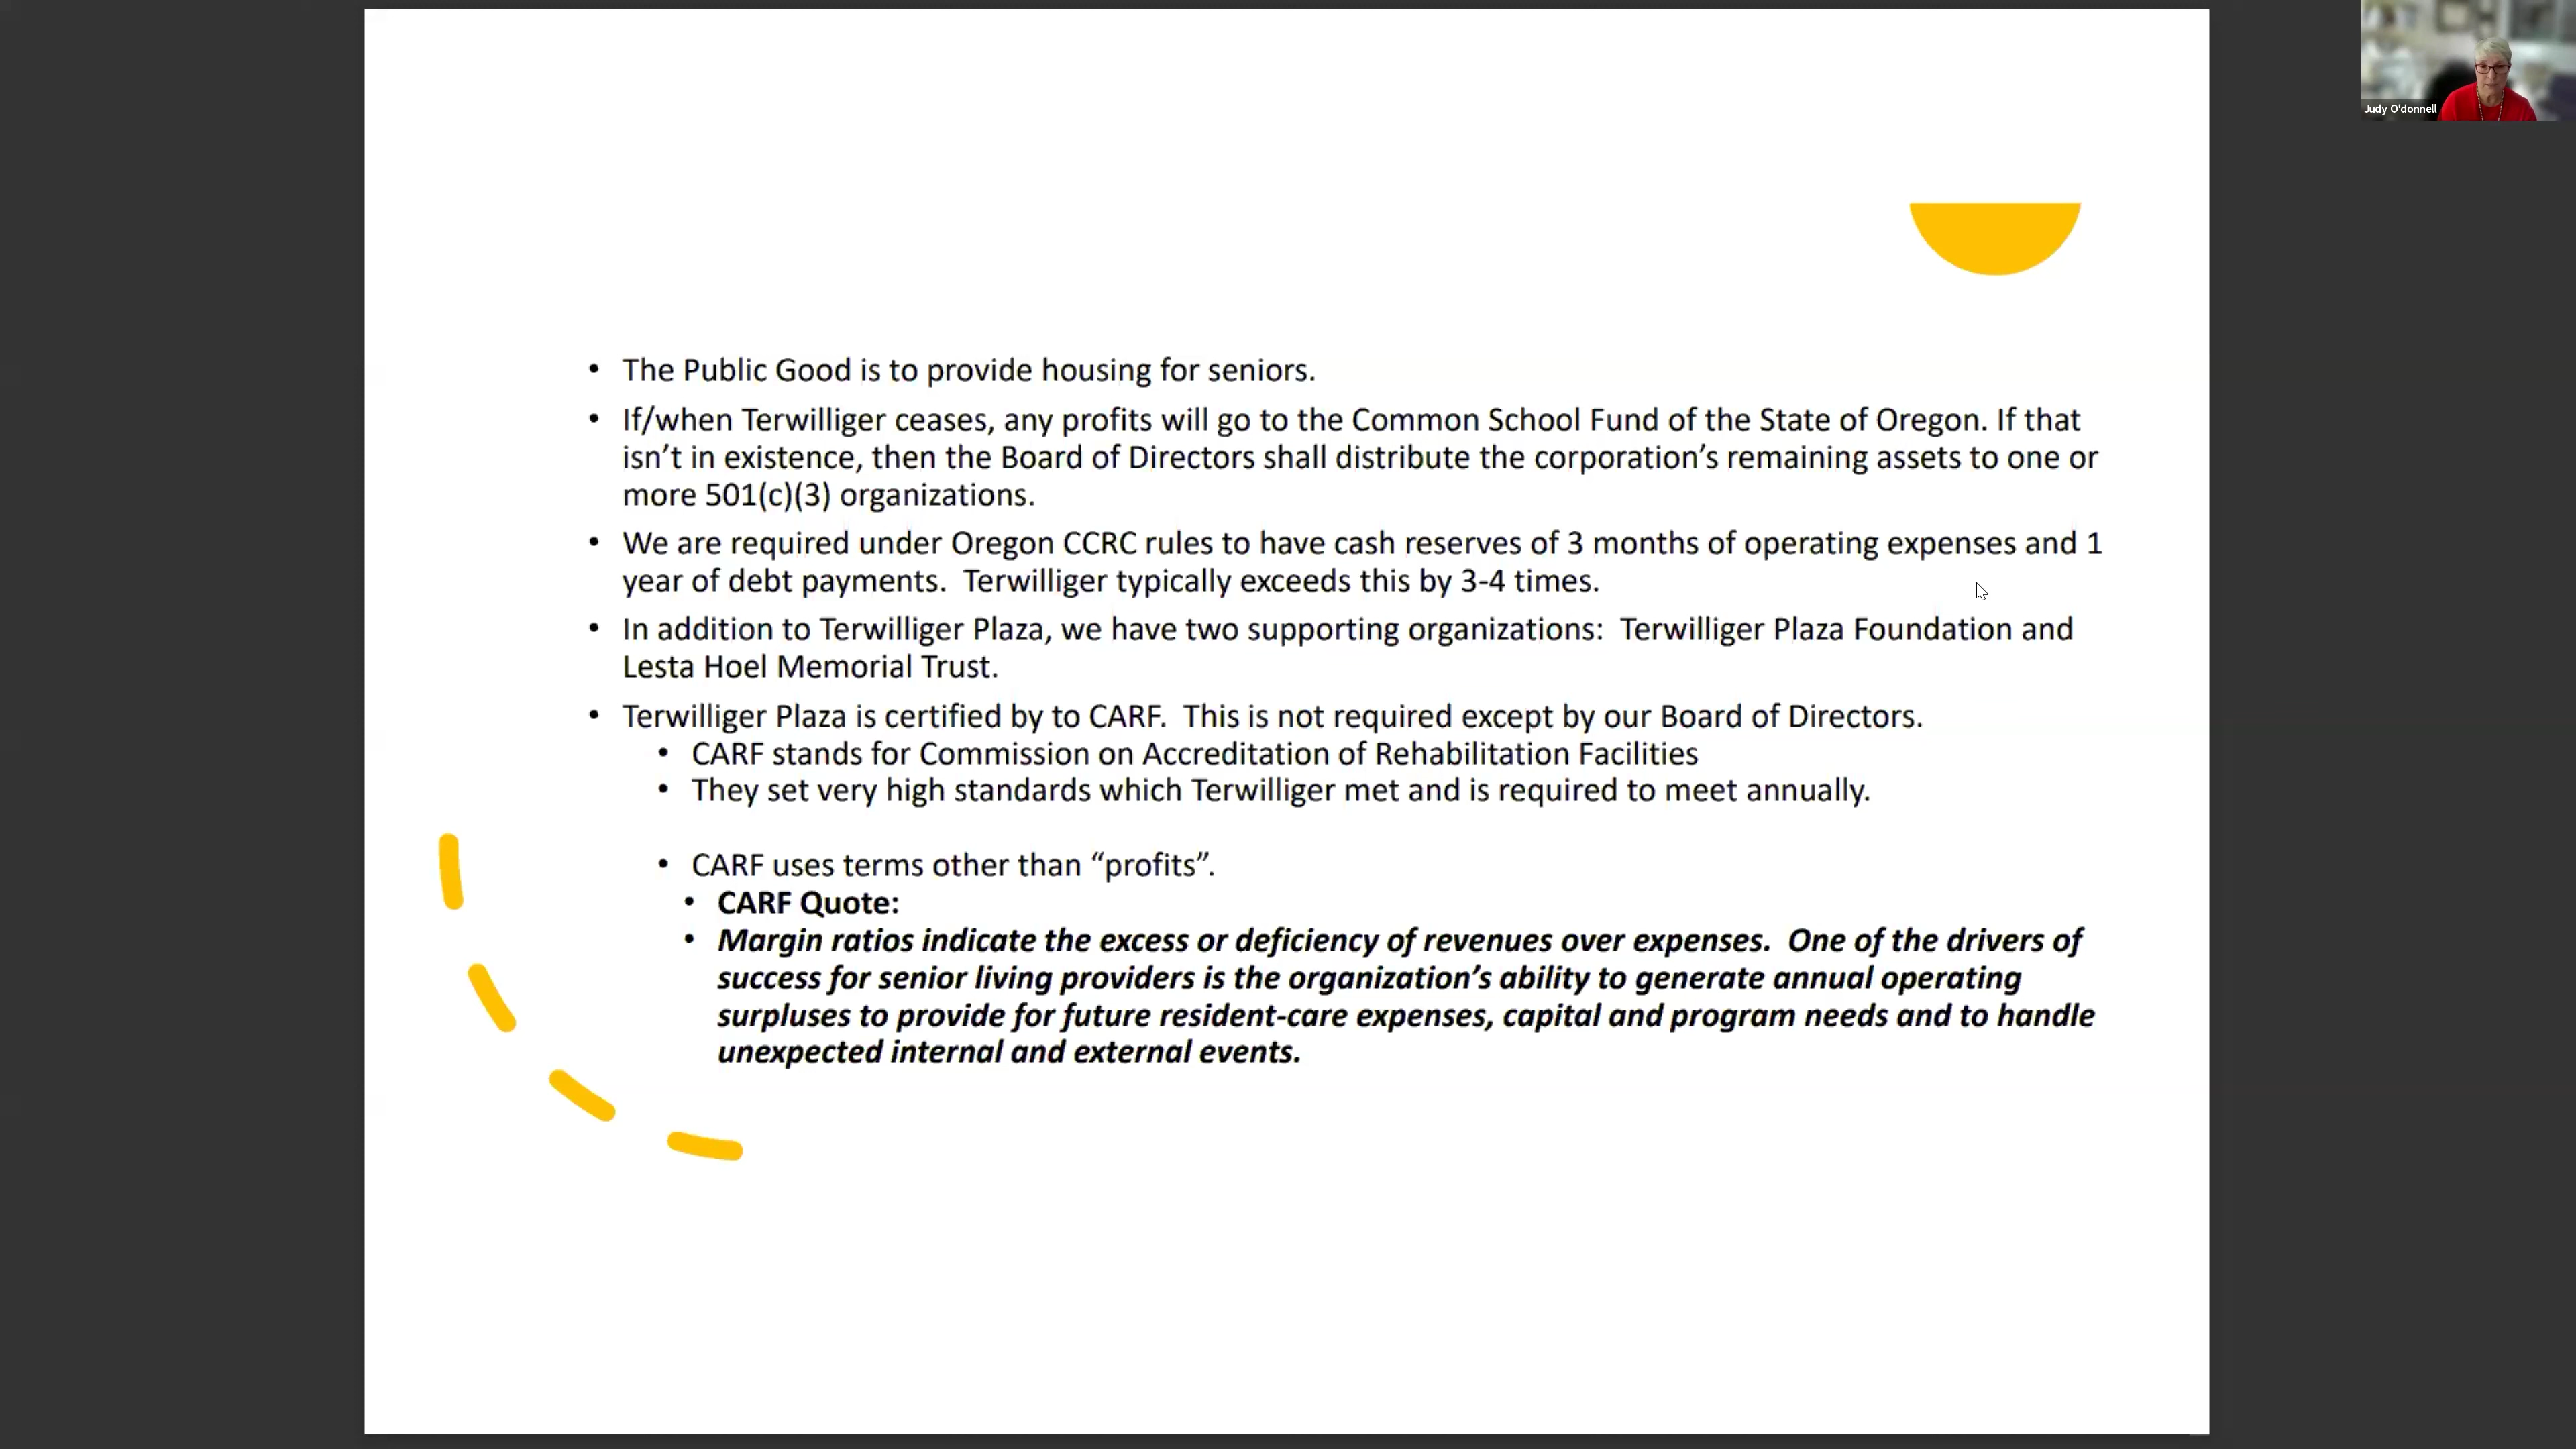 Judy O'donnell
• The Public Good is to provide housing for seniors.
• If/when Terwilliger ceases, any profits will go to the Common School Fund of the State of Oregon. If that
isn’t in existence, then the Board of Directors shall distribute the corporation’s remaining assets to one or
more 501(c)(3) organizations.
• We are required under Oregon CCRC rules to have cash reserves of 3 months of operating expenses and 1
year of debt payments.  Terwilliger typically exceeds this by 3-4 times.
• In addition to Terwilliger Plaza, we have two supporting organizations:  Terwilliger Plaza Foundation and
Lesta Hoel Memorial Trust.
• Terwilliger Plaza is certified by to CARF.  This is not required except by our Board of Directors.
• CARF stands for Commission on Accreditation of Rehabilitation Facilities
• They set very high standards which Terwilliger met and is required to meet annually.
• CARF uses terms other than “profits”.
• CARF Quote:
• Margin ratios indicate the excess or deficiency of revenues over expenses.  One of the drivers of
success for senior living providers is the organization’s ability to generate annual operating
surpluses to provide for future resident-care expenses, capital and program needs and to handle
unexpected internal and external events.